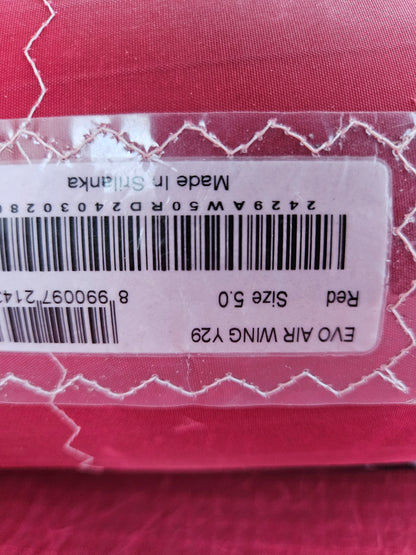 EVO AIR WING Y29
Red Size 5.0
8 990097 214
2429AW50RD2403028
Made In Srilanka